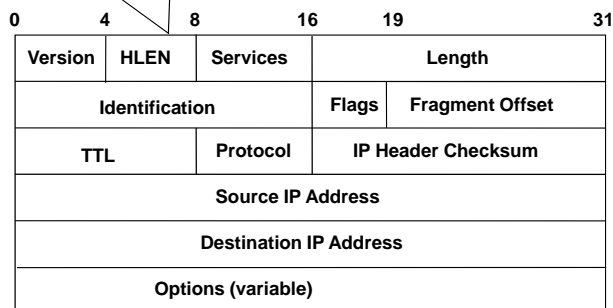 0 4 8 16 19 31
Version HLEN Services Length
Identification Flags Fragment Offset
TTL Protocol IP Header Checksum
Source IP Address
Destination IP Address
Options (variable)